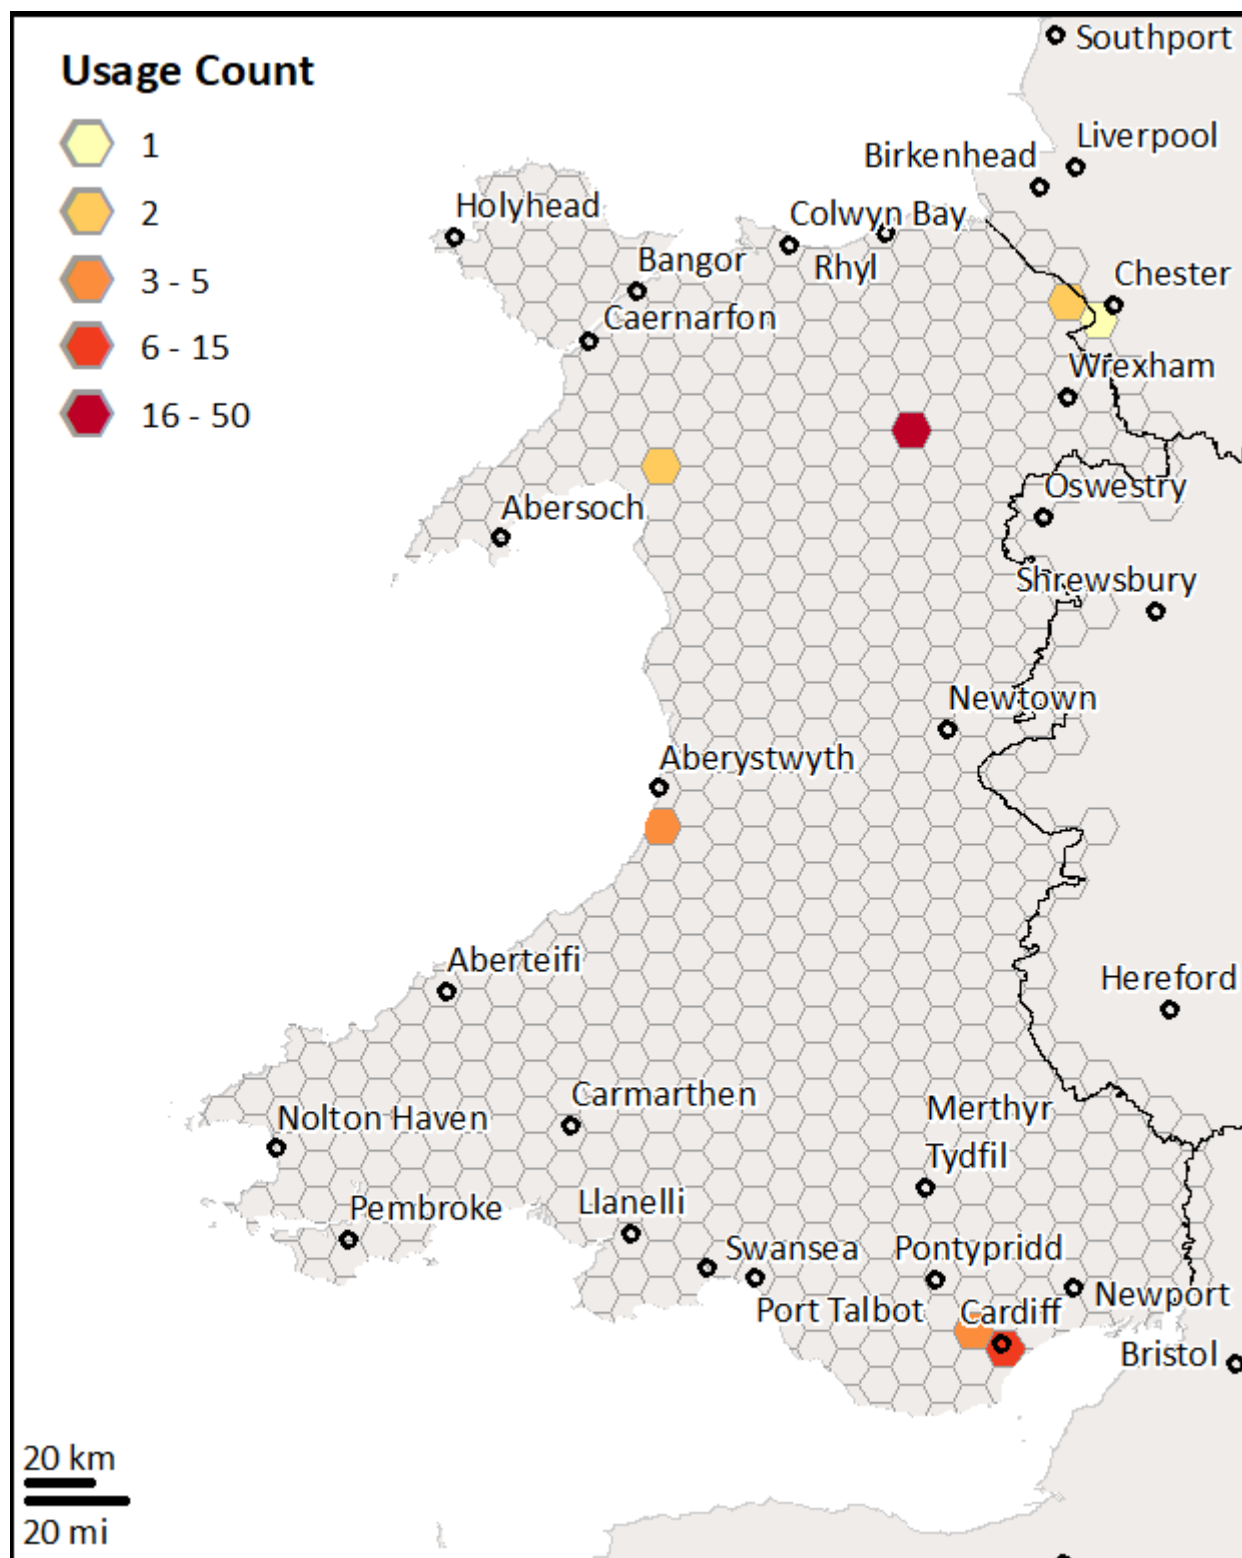 Usage Count
1
2
3 - 5
6 - 15
16 - 50
Southport
Liverpool
Birkenhead
Holyhead
Colwyn Bay
Bangor
Rhyl
Chester
Caernarfon
Wrexham
Oswestry
Abersoch
Shrewsbury
Newtown
Aberystwyth
Aberteifi
Hereford
Carmarthen
Merthyr
Tydfil
Nolton Haven
Llanelli
Pembroke
Swansea
Pontypridd
Port Talbot
Cardiff
Newport
Bristol
20 km
20 mi